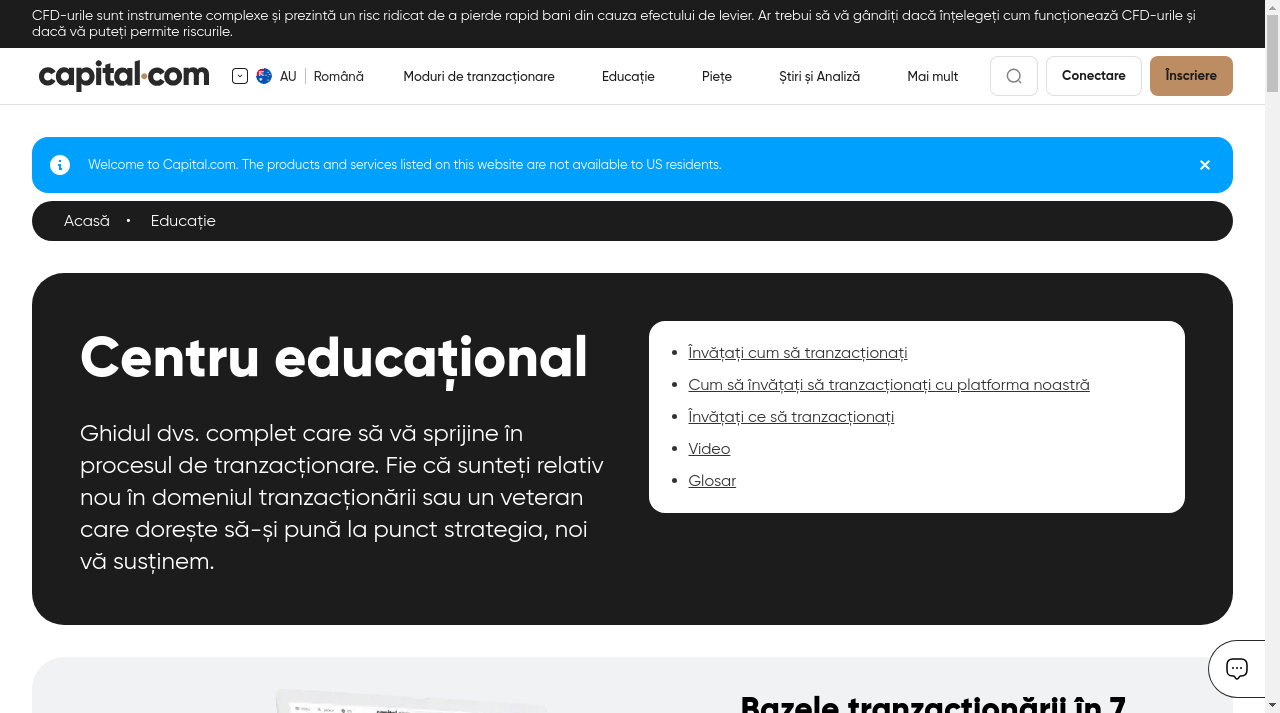 CFD-urile sunt instrumente complexe și prezintă un risc ridicat de a pierde rapid bani din cauza efectului de levier. Ar trebui să vă gândiți dacă înțelegeți cum funcționează CFD-urile și
dacă vă puteți permite riscurile.
capital.com AU Română Moduri de tranzacționare Educație Piețe Știri și Analiză Mai mult Conectare Înscriere
Welcome to Capital.com. The products and services listed on this website are not available to US residents.
Acasă • Educație
Centru educațional
Ghidul dvs. complet care să vă sprijine în
procesul de tranzacționare. Fie că sunteți relativ
nou în domeniul tranzacționării sau un veteran
care dorește să-și pună la punct strategia, noi
vă susținem.
Învățați cum să tranzacționați
Cum să învățați să tranzacționați cu platforma noastră
Învățați ce să tranzacționați
Video
Glosar
Bazele tranzacționării în 7